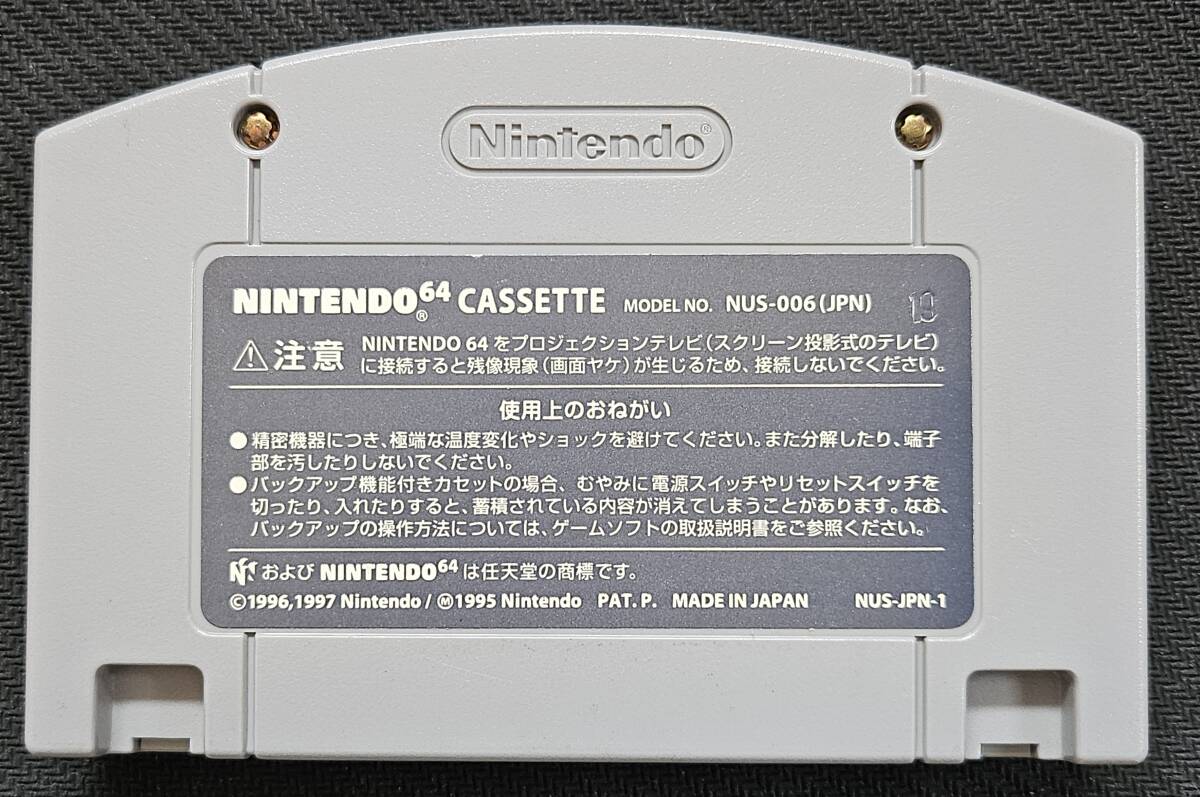 Nintendo®
NINTENDO64® CASSETTE MODEL NO. NUS-006(JPN) 19
⚠注意 NINTENDO 64 をプロジェクションテレビ(スクリーン投影式のテレビ)
に接続すると残像現象(画面ヤケ)が生じるため、接続しないでください。
使用上のおねがい
●精密機器につき、極端な温度変化やショックを避けてください。また分解したり、端子
部を汚したりしないでください。
●バックアップ機能付きカセットの場合、むやみに電源スイッチやリセットスイッチを
切ったり、入れたりすると、蓄積されている内容が消えてしまうことがあります。なお、
バックアップの操作方法については、ゲームソフトの取扱説明書をご参照ください。
および NINTENDO64 は任天堂の商標です。
©1996,1997 Nintendo/Ⓜ1995 Nintendo PAT. P. MADE IN JAPAN NUS-JPN-1